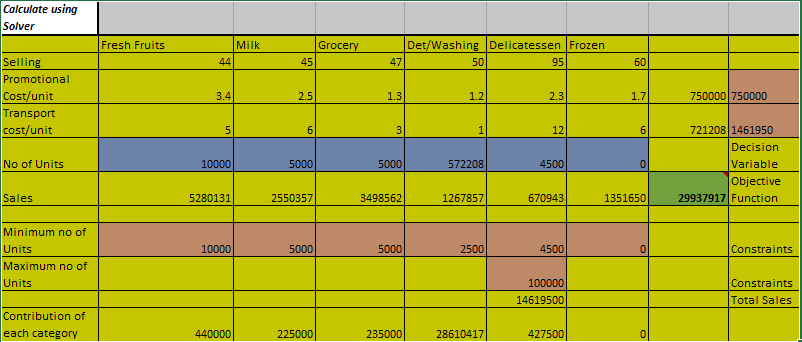 Calculate using
Solver
Fresh Fruits Milk Grocery Det/Washing Delicatessen Frozen
Selling 44 45 47 50 95 60
Promotional
Cost/unit 3.4 2.5 1.3 1.2 2.3 1.7 750000 750000
Transport
cost/unit 5 6 3 1 12 6 721208 1461950
Decision
No of Units 10000 5000 5000 572208 4500 0 Variable
Objective
Sales 5280131 2550357 3498562 1267857 670943 1351650 29937917 Function
Minimum no of
Units 10000 5000 5000 2500 4500 0 Constraints
Maximum no of
Units 100000 Constraints
14619500 Total Sales
Contribution of
each category 440000 225000 235000 28610417 427500 0